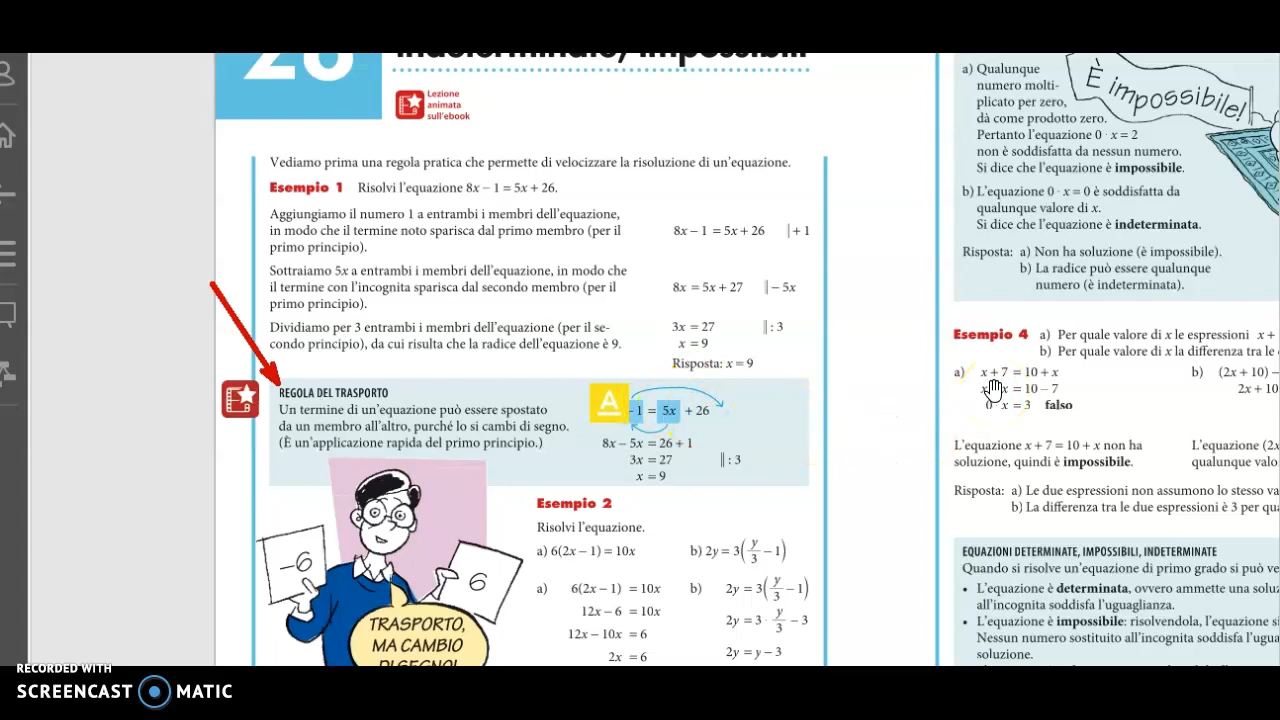 28
Indeterminate, impossibili
Lezione
animata
sull'ebook
Vediamo prima una regola pratica che permette di velocizzare la risoluzione di un'equazione.
Esempio 1 Risolvi l'equazione 8x − 1 = 5x + 26.
Aggiungiamo il numero 1 a entrambi i membri dell'equazione,
in modo che il termine noto sparisca dal primo membro (per il
primo principio).
8x − 1 = 5x + 26 | + 1
Sottraiamo 5x a entrambi i membri dell'equazione, in modo che
il termine con l'incognita sparisca dal secondo membro (per il
primo principio).
8x = 5x + 27 | − 5x
Dividiamo per 3 entrambi i membri dell'equazione (per il se-
condo principio), da cui risulta che la radice dell'equazione è 9.
3x = 27 | : 3
x = 9
Risposta: x = 9
REGOLA DEL TRASPORTO
Un termine di un'equazione può essere spostato
da un membro all'altro, purché lo si cambi di segno.
(È un'applicazione rapida del primo principio.)
A
− 1 = 5x + 26
8x − 5x = 26 + 1
3x = 27 | : 3
x = 9
−6
6
TRASPORTO,
MA CAMBIO
DI SEGNO!
Esempio 2
Risolvi l'equazione.
a) 6(2x − 1) = 10x b) 2y = 3(y/3 − 1)
a) 6(2x − 1) = 10x
12x − 6 = 10x
12x − 10x = 6
2x = 6
b) 2y = 3(y/3 − 1)
2y = 3 · y/3 − 3
2y = y − 3
a) Qualunque
numero molti-
plicato per zero,
dà come prodotto zero.
Pertanto l'equazione 0 · x = 2
non è soddisfatta da nessun numero.
Si dice che l'equazione è impossibile.
È impossibile!
b) L'equazione 0 · x = 0 è soddisfatta da
qualunque valore di x.
Si dice che l'equazione è indeterminata.
Risposta: a) Non ha soluzione (è impossibile).
b) La radice può essere qualunque
numero (è indeterminata).
Esempio 4 a) Per quale valore di x le espressioni x +
b) Per quale valore di x la differenza tra le
a) x + 7 = 10 + x
x = 10 − 7
0 · x = 3 falso
b) (2x + 10) −
2x + 10
L'equazione x + 7 = 10 + x non ha
soluzione, quindi è impossibile.
L'equazione (2x
qualunque valo
Risposta: a) Le due espressioni non assumono lo stesso va
b) La differenza tra le due espressioni è 3 per qua
EQUAZIONI DETERMINATE, IMPOSSIBILI, INDETERMINATE
Quando si risolve un'equazione di primo grado si può ve
• L'equazione è determinata, ovvero ammette una solu
all'incognita soddisfa l'uguaglianza.
• L'equazione è impossibile: risolvendola, l'equazione si
Nessun numero sostituito all'incognita soddisfa l'ugua
soluzione.
RECORDED WITH
SCREENCAST MATIC